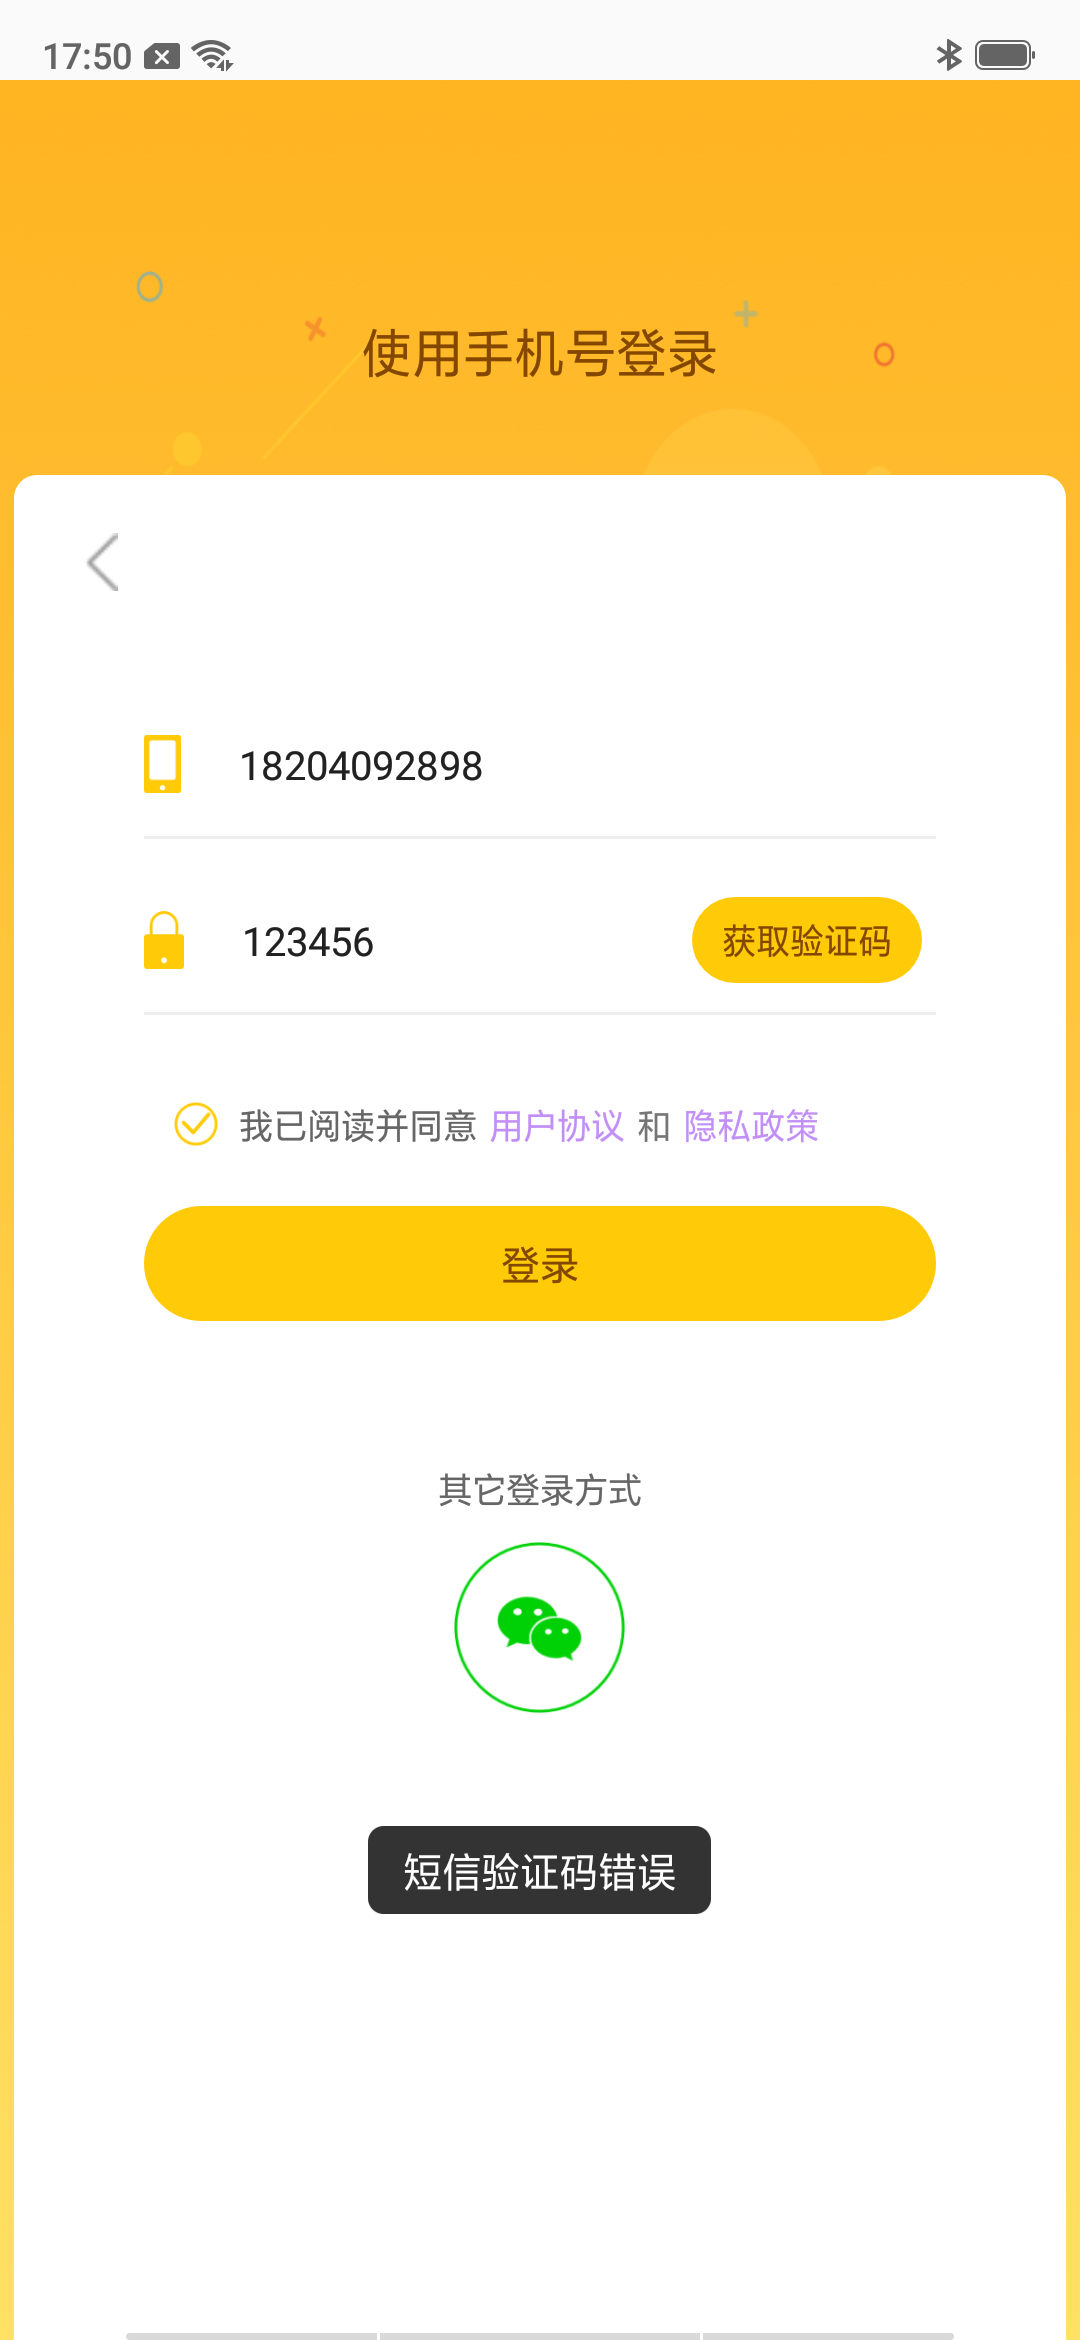 17:50
使用手机号登录
18204092898
123456
获取验证码
我已阅读并同意 用户协议 和 隐私政策
登录
其它登录方式
短信验证码错误